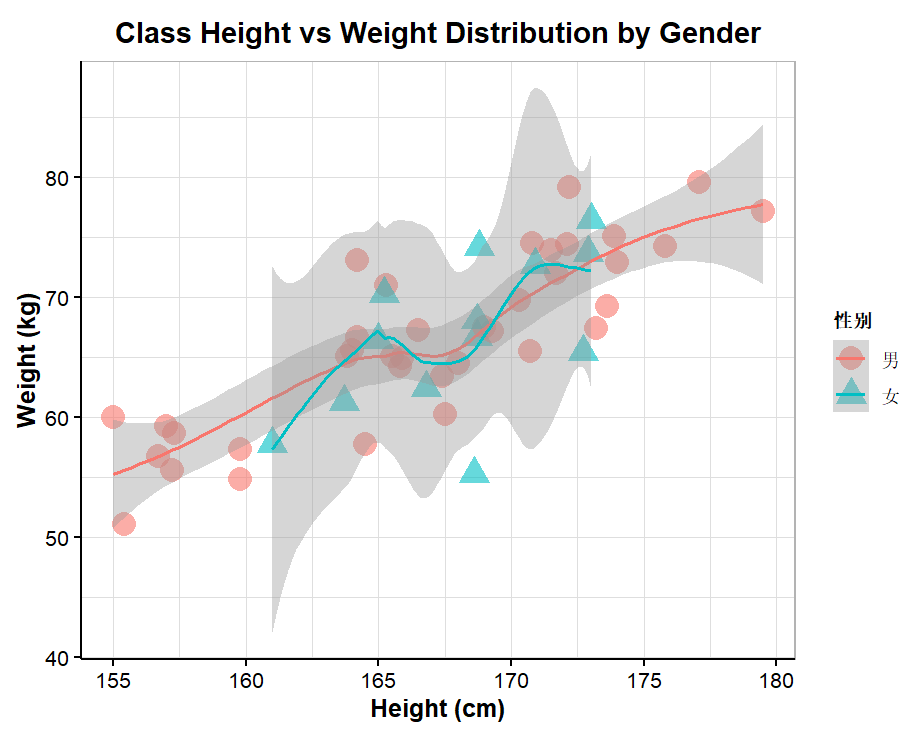 Class Height vs Weight Distribution by Gender
Weight (kg)
80
70
60
50
40
155
160
165
170
175
180
Height (cm)
性别
男
女